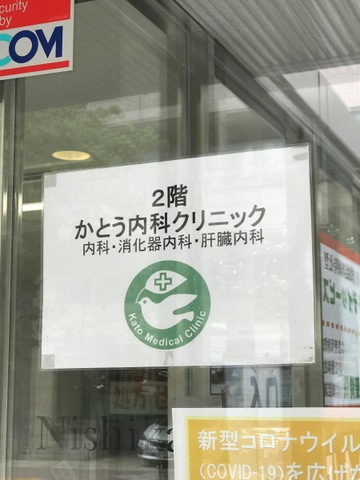 ecurity
by
COM
2階
かとう内科クリニック
内科・消化器内科・肝臓内科
Kato Medical Clinic
Nishika
新型コロナウイル
(COVID-19)を広げた